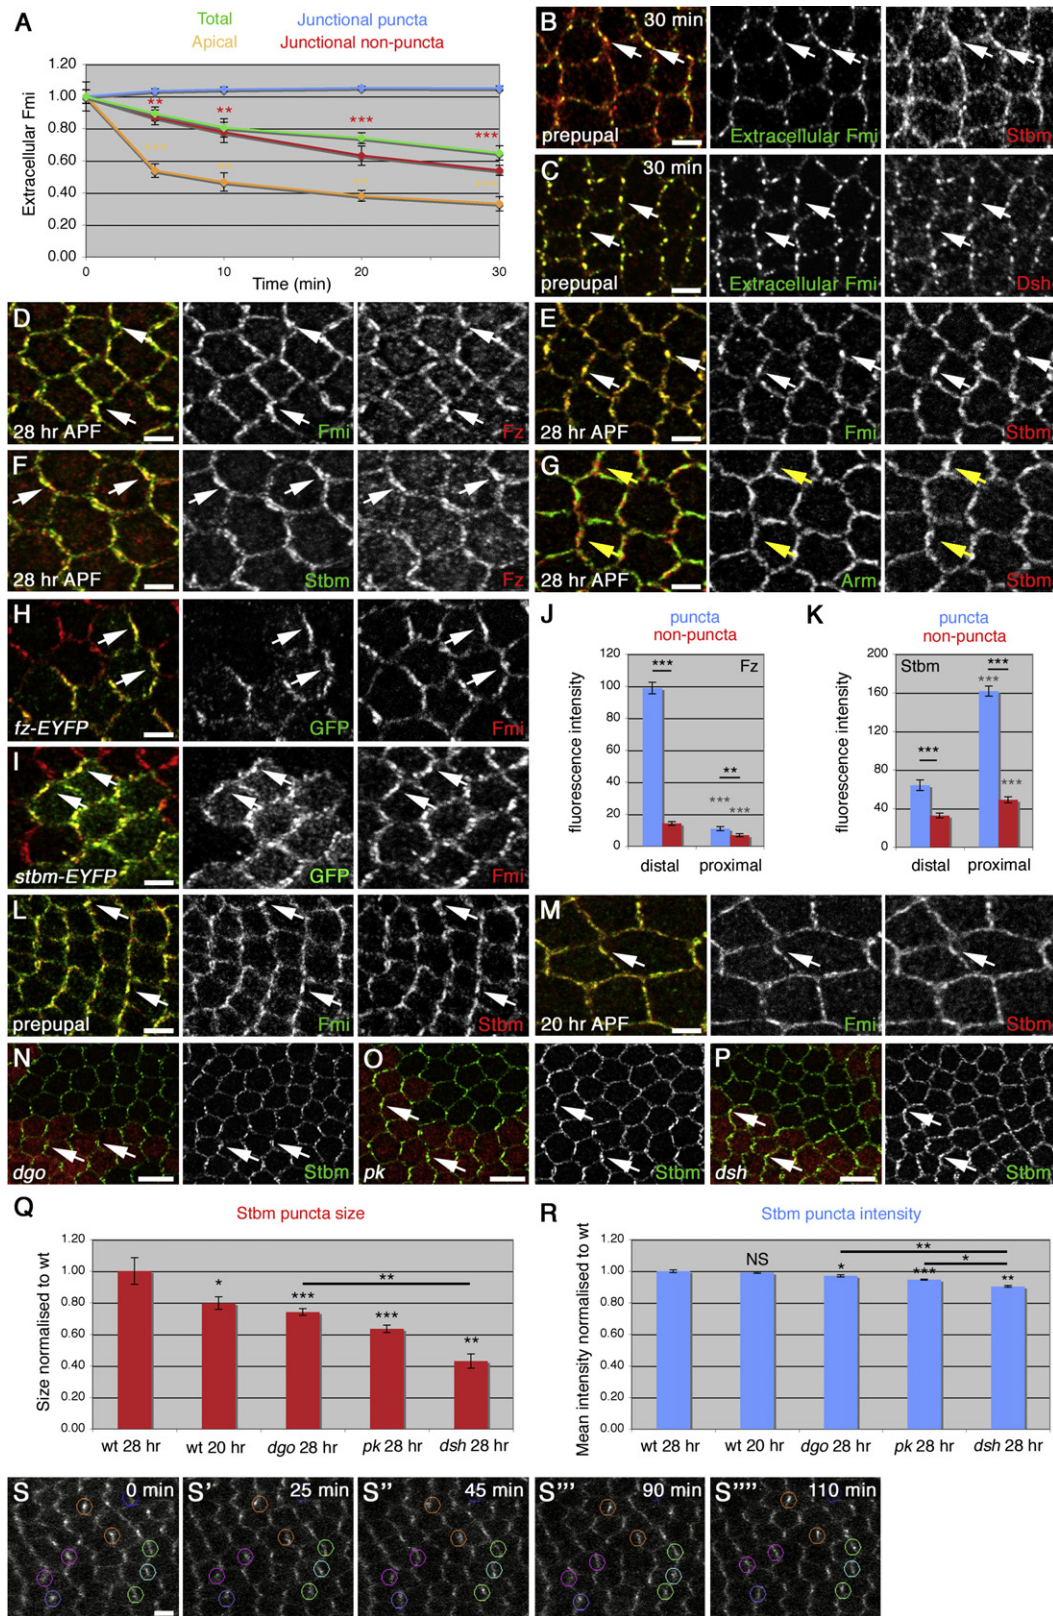 A
Total
Junctional puncta
Apical
Junctional non-puncta
Extracellular Fmi
1.20
1.00
0.80
0.60
0.40
0.20
0.00
** ** *** ***
*** ** ** ***
0 10 20 30
Time (min)
B 30 min
prepupal Extracellular Fmi Stbm
C 30 min
prepupal Extracellular Fmi Dsh
D
28 hr APF Fmi Fz
E
28 hr APF Fmi Stbm
F
28 hr APF Stbm Fz
G
28 hr APF Arm Stbm
H
fz-EYFP GFP Fmi
I
stbm-EYFP GFP Fmi
J
puncta
non-puncta
Fz
fluorescence intensity
120
100
80
60
40
20
0
***
**
*** ***
distal proximal
K
puncta
non-puncta
Stbm
fluorescence intensity
200
160
120
80
40
0
***
***
***
***
distal proximal
L
prepupal Fmi Stbm
M
20 hr APF Fmi Stbm
N
dgo Stbm
O
pk Stbm
P
dsh Stbm
Q
Stbm puncta size
Size normalised to wt
1.20
1.00
0.80
0.60
0.40
0.20
0.00
* *** *** **
**
wt 28 hr wt 20 hr dgo 28 hr pk 28 hr dsh 28 hr
R
Stbm puncta intensity
Mean intensity normalised to wt
1.20
1.00
0.80
0.60
0.40
0.20
0.00
**
*
NS * *** **
wt 28 hr wt 20 hr dgo 28 hr pk 28 hr dsh 28 hr
S 0 min
S' 25 min
S'' 45 min
S''' 90 min
S'''' 110 min